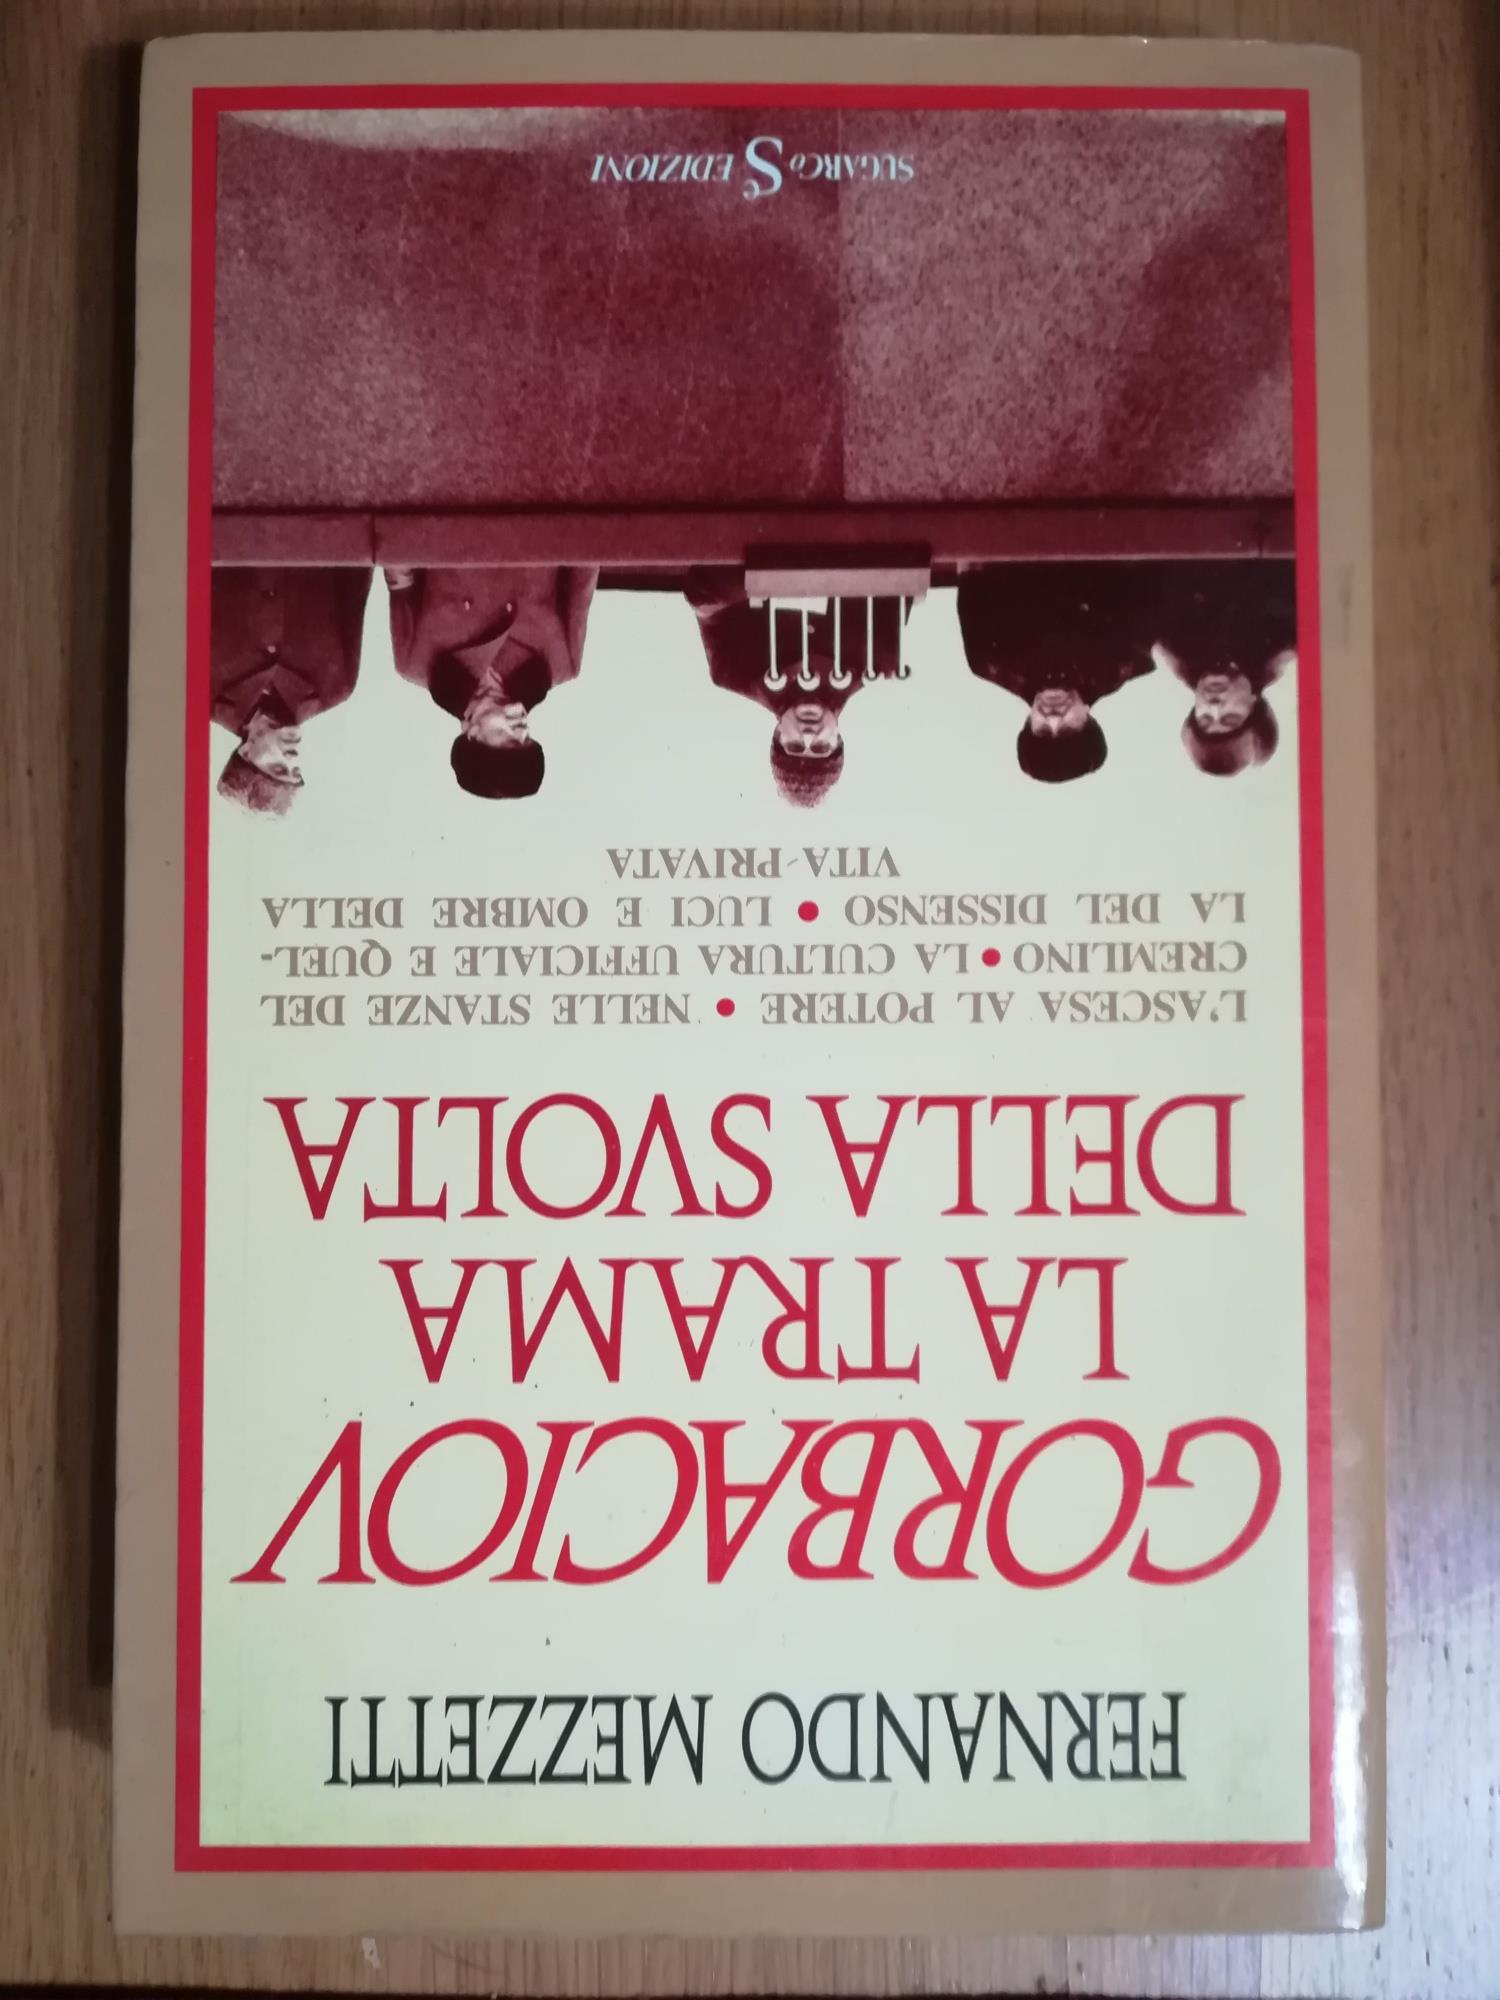 FERNANDO MEZZETTI
GORBACIOV
LA TRAMA
DELLA SVOLTA
L'ASCESA AL POTERE • NELLE STANZE DEL
CREMLINO • LA CULTURA UFFICIALE E QUEL-
LA DEL DISSENSO • LUCI E OMBRE DELLA
VITA PRIVATA
SUGARCo EDIZIONI